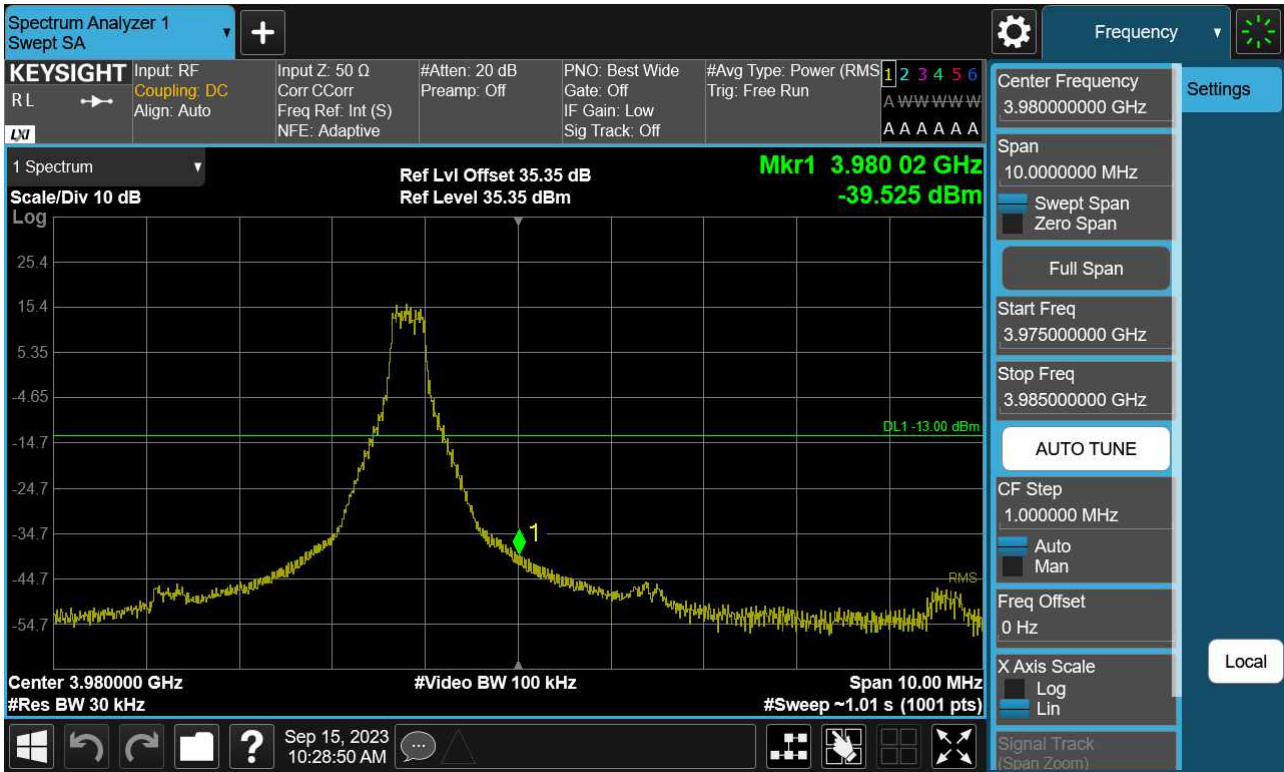 Spectrum Analyzer 1
Swept SA
+
Frequency
KEYSIGHT
R L
LXI
Input: RF
Coupling: DC
Align: Auto
Input Z: 50 Ω
Corr CCorr
Freq Ref: Int (S)
NFE: Adaptive
#Atten: 20 dB
Preamp: Off
PNO: Best Wide
Gate: Off
IF Gain: Low
Sig Track: Off
#Avg Type: Power (RMS
Trig: Free Run
1 2 3 4 5 6
A W W W W W
A A A A A A
1 Spectrum
Scale/Div 10 dB
Log
Ref Lvl Offset 35.35 dB
Ref Level 35.35 dBm
Mkr1 3.980 02 GHz
-39.525 dBm
25.4
15.4
5.35
-4.65
-14.7
-24.7
-34.7
-44.7
-54.7
DL1 -13.00 dBm
1
RMS
Center 3.980000 GHz
#Res BW 30 kHz
#Video BW 100 kHz
Span 10.00 MHz
#Sweep ~1.01 s (1001 pts)
Center Frequency
3.980000000 GHz
Span
10.0000000 MHz
Swept Span
Zero Span
Full Span
Start Freq
3.975000000 GHz
Stop Freq
3.985000000 GHz
AUTO TUNE
CF Step
1.000000 MHz
Auto
Man
Freq Offset
0 Hz
X Axis Scale
Log
Lin
Signal Track
(Span Zoom)
Settings
Local
?
Sep 15, 2023
10:28:50 AM